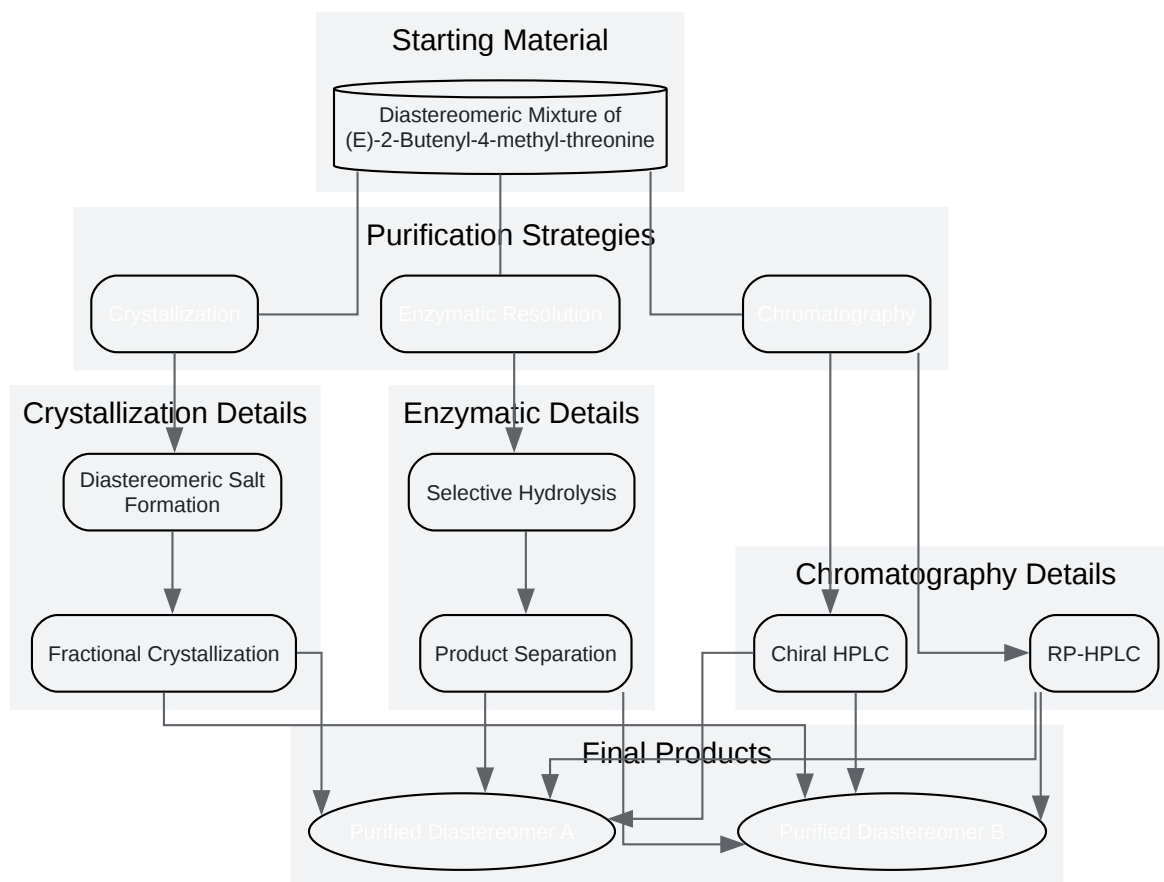 Starting Material
Diastereomeric Mixture of
(E)-2-Butenyl-4-methyl-threonine
Purification Strategies
Crystallization
Enzymatic Resolution
Chromatography
Crystallization Details
Enzymatic Details
Diastereomeric Salt
Formation
Selective Hydrolysis
Chromatography Details
Fractional Crystallization
Product Separation
Chiral HPLC
RP-HPLC
Final Products
Purified Diastereomer A
Purified Diastereomer B